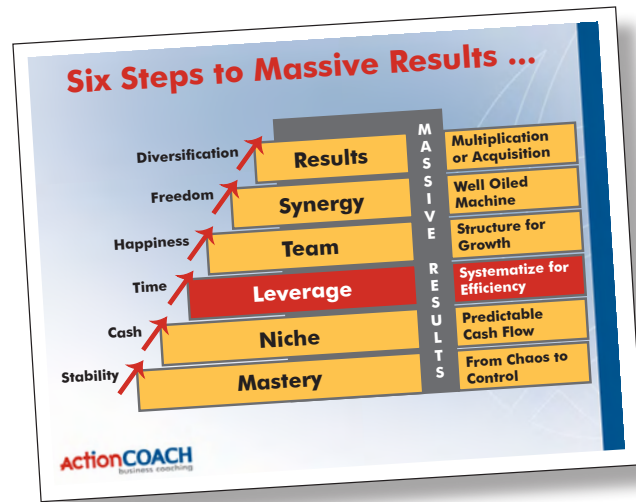 Six Steps to Massive Results ...
Diversification
Results
Multiplication
or Acquisition
Freedom
Synergy
Well Oiled
Machine
Happiness
Team
Structure for
Growth
Time
Leverage
Systematize for
Efficiency
Cash
Niche
Predictable
Cash Flow
Stability
Mastery
From Chaos to
Control
MASSIVE RESULTS
ActionCOACH
business coaching